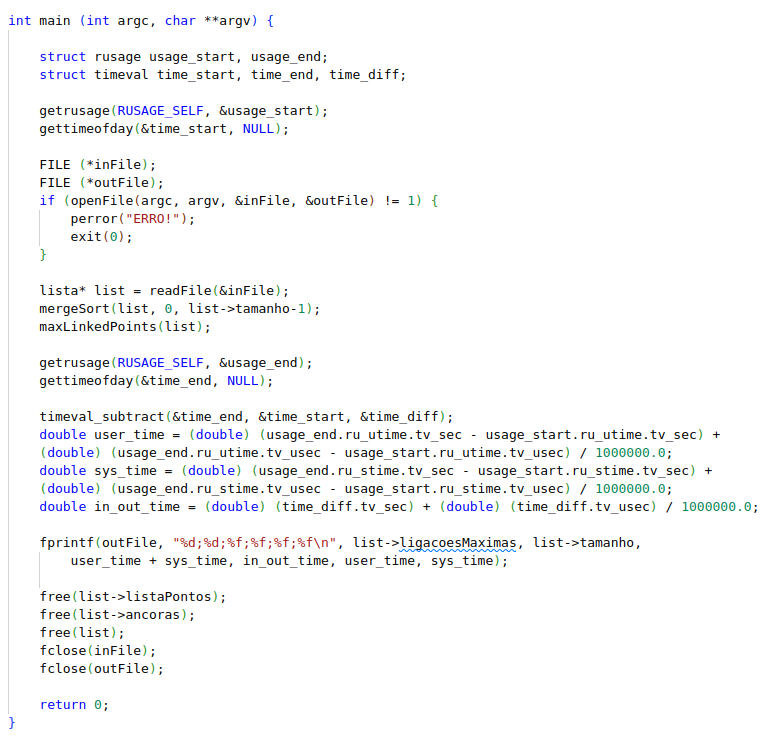 int main (int argc, char **argv) {
struct rusage usage_start, usage_end;
struct timeval time_start, time_end, time_diff;
getrusage(RUSAGE_SELF, &usage_start);
gettimeofday(&time_start, NULL);
FILE (*inFile);
FILE (*outFile);
if (openFile(argc, argv, &inFile, &outFile) != 1) {
perror("ERRO!");
exit(0);
}
lista* list = readFile(&inFile);
mergeSort(list, 0, list->tamanho-1);
maxLinkedPoints(list);
getrusage(RUSAGE_SELF, &usage_end);
gettimeofday(&time_end, NULL);
timeval_subtract(&time_end, &time_start, &time_diff);
double user_time = (double) (usage_end.ru_utime.tv_sec - usage_start.ru_utime.tv_sec) +
(double) (usage_end.ru_utime.tv_usec - usage_start.ru_utime.tv_usec) / 1000000.0;
double sys_time = (double) (usage_end.ru_stime.tv_sec - usage_start.ru_stime.tv_sec) +
(double) (usage_end.ru_stime.tv_usec - usage_start.ru_stime.tv_usec) / 1000000.0;
double in_out_time = (double) (time_diff.tv_sec) + (double) (time_diff.tv_usec) / 1000000.0;
fprintf(outFile, "%d;%d;%f;%f;%f;%f\n", list->ligacoesMaximas, list->tamanho,
user_time + sys_time, in_out_time, user_time, sys_time);
free(list->listaPontos);
free(list->ancoras);
free(list);
fclose(inFile);
fclose(outFile);
return 0;
}